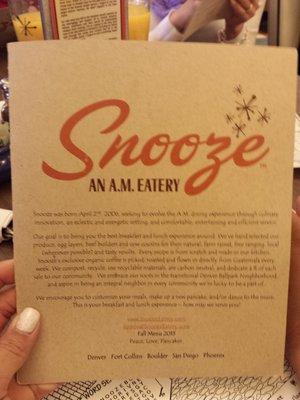 Snooze™
AN A.M. EATERY
Snooze was born April 2nd, 2006, seeking to evolve the A.M. dining experience through culinary
innovation, an eclectic and energetic setting, and comfortable, entertaining and efficient service.
Our goal is to bring you the best breakfast and lunch experience around. We've hand selected our
produce, egg layers, beef builders and cow cousins for their natural, farm raised, free ranging, local
(whenever possible) and tasty results. Every recipe is from scratch and made in our kitchen.
Snooze's exclusive organic coffee is picked, roasted and flown in directly from Guatemala every
week. We compost, recycle, use recyclable materials, are carbon neutral, and dedicate a % of each
sale to our community. We embrace our roots in the transitional Denver Ballpark Neighborhood,
and aspire to bring an integral neighbor in every community we're lucky to be a part of.
We encourage you to customize your meals, make up a new pancake, and/or dance to the music.
This is your breakfast and lunch experience – how may we serve you?
www.SnoozeEatery.com
Fall Menu 2013
Peace, Love, Pancakes
Denver Fort Collins Boulder San Diego Phoenix